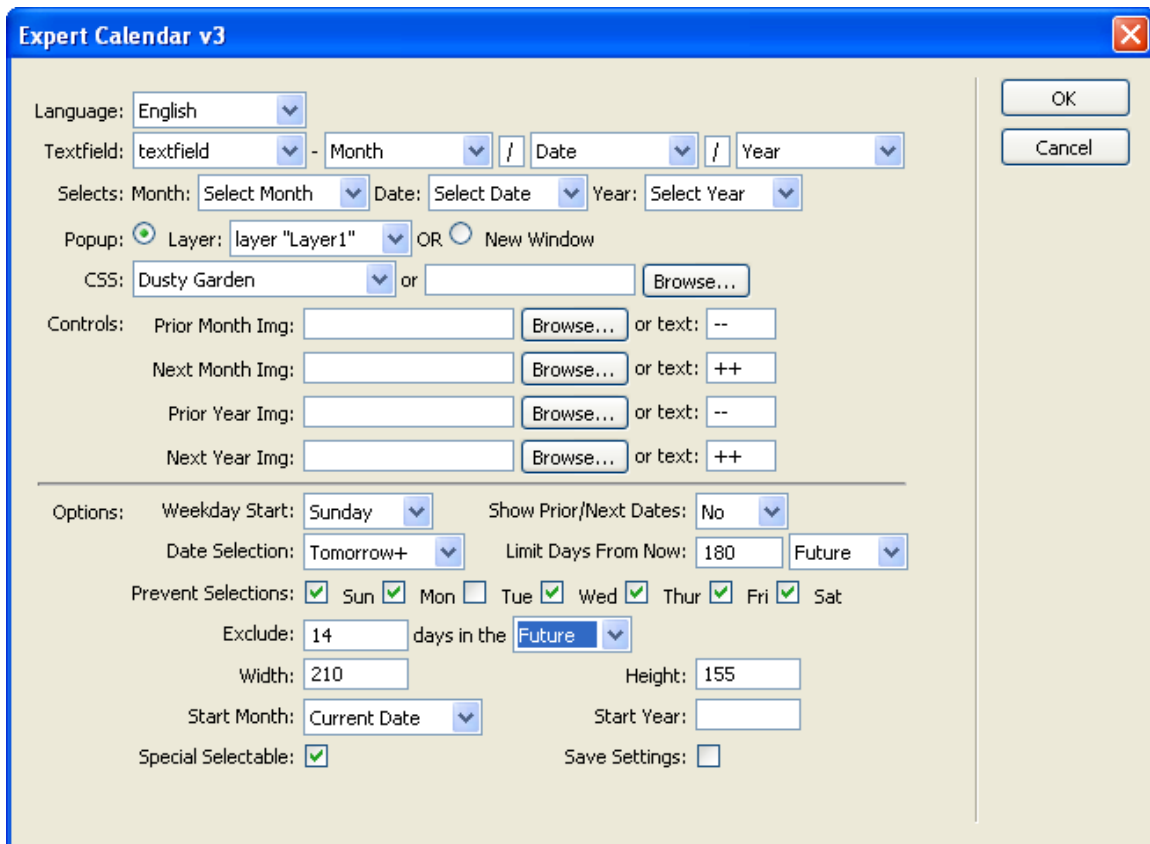 Expert Calendar v3
Language: English OK
Textfield: textfield - Month / Date / Year Cancel
Selects: Month: Select Month Date: Select Date Year: Select Year
Popup: Layer: layer "Layer1" OR New Window
CSS: Dusty Garden or Browse...
Controls: Prior Month Img: Browse... or text: --
Next Month Img: Browse... or text: ++
Prior Year Img: Browse... or text: --
Next Year Img: Browse... or text: ++
Options: Weekday Start: Sunday Show Prior/Next Dates: No
Date Selection: Tomorrow+ Limit Days From Now: 180 Future
Prevent Selections: Sun Mon Tue Wed Thur Fri Sat
Exclude: 14 days in the Future
Width: 210 Height: 155
Start Month: Current Date Start Year:
Special Selectable: Save Settings: